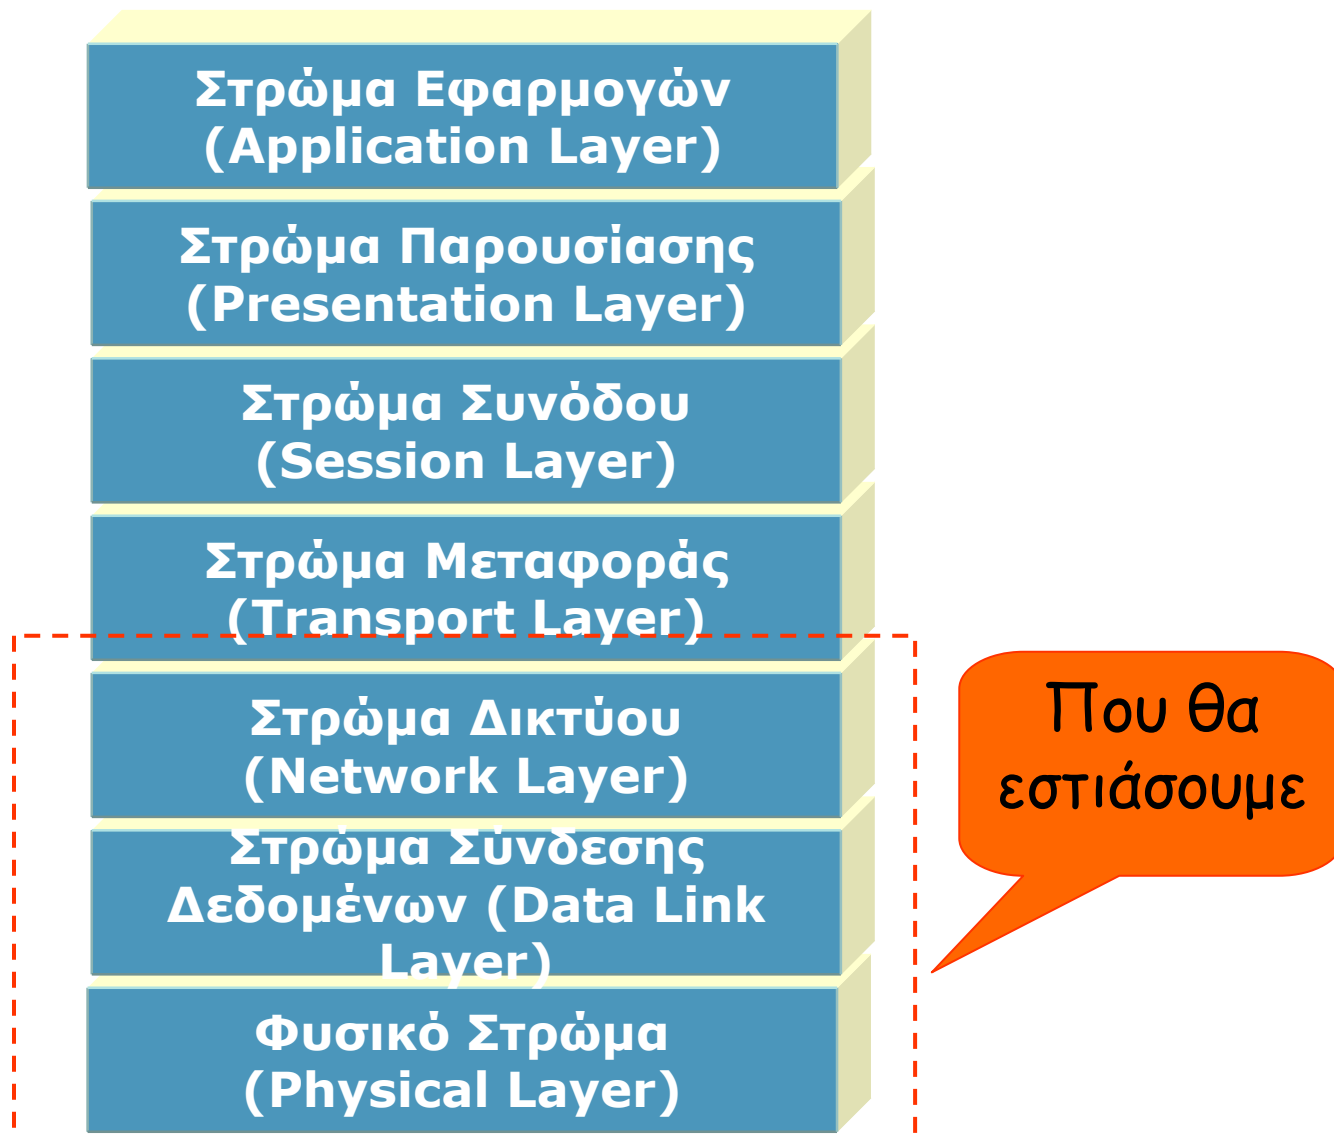 Στρώμα Εφαρμογών
(Application Layer)
Στρώμα Παρουσίασης
(Presentation Layer)
Στρώμα Συνόδου
(Session Layer)
Στρώμα Μεταφοράς
(Transport Layer)
Στρώμα Δικτύου
(Network Layer)
Στρώμα Σύνδεσης
Δεδομένων (Data Link
Layer)
Φυσικό Στρώμα
(Physical Layer)
Που θα
εστιάσουμε